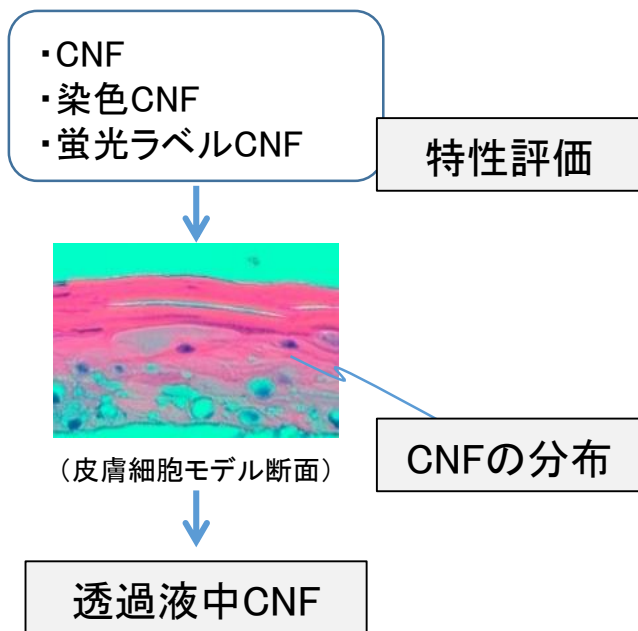 ・CNF
・染色CNF
・蛍光ラベルCNF
特性評価
（皮膚細胞モデル断面）
CNFの分布
透過液中CNF